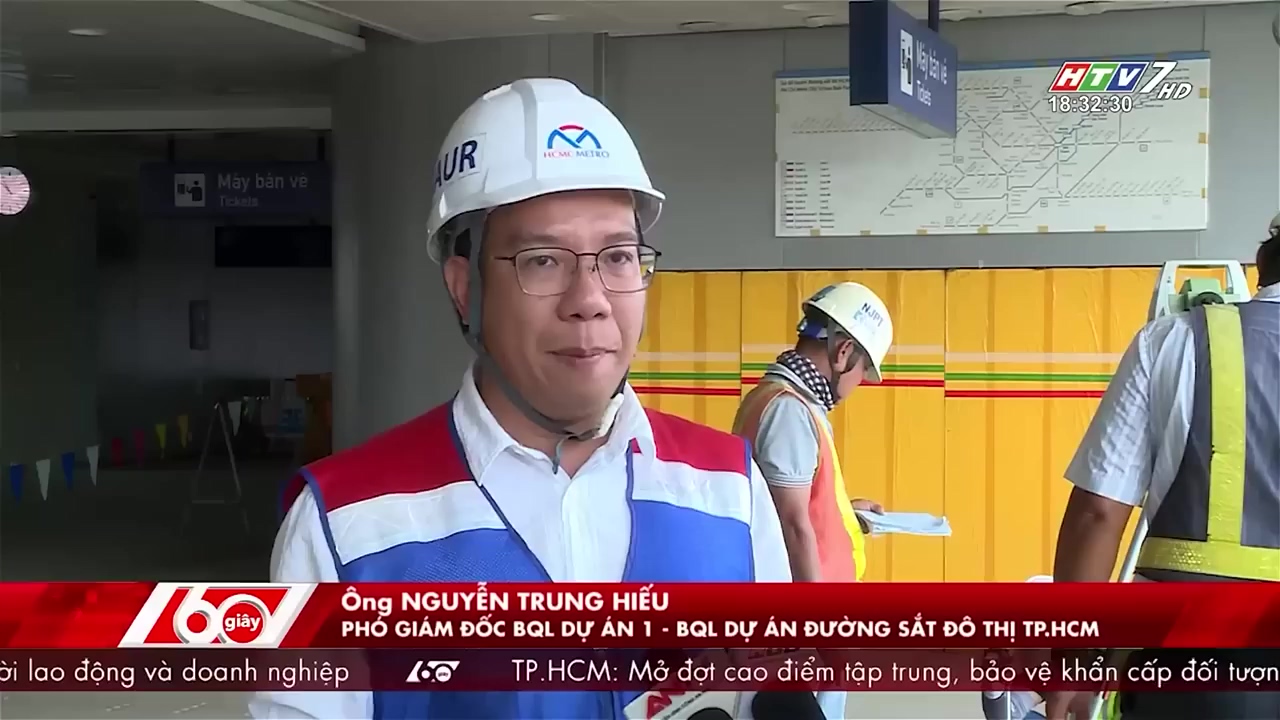 HTV7 HD
18:32:30
Máy bán vé
Tickets
AUR
HCMC METRO
Máy bán vé
Tickets
NJPT
60 giây
Ông NGUYỄN TRUNG HIẾU
PHÓ GIÁM ĐỐC BQL DỰ ÁN 1 - BQL DỰ ÁN ĐƯỜNG SẮT ĐÔ THỊ TP.HCM
ời lao động và doanh nghiệp 60 TP.HCM: Mở đợt cao điểm tập trung, bảo vệ khẩn cấp đối tượn